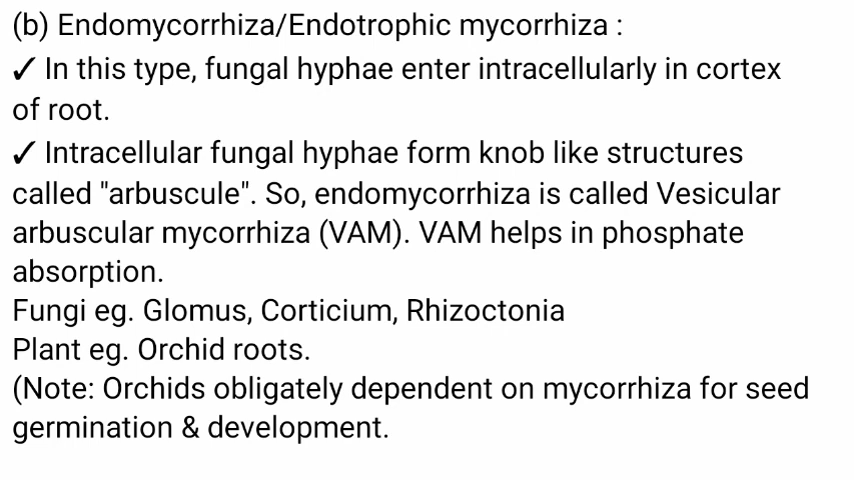 (b) Endomycorrhiza/Endotrophic mycorrhiza :
✓ In this type, fungal hyphae enter intracellularly in cortex
of root.
✓ Intracellular fungal hyphae form knob like structures
called "arbuscule". So, endomycorrhiza is called Vesicular
arbuscular mycorrhiza (VAM). VAM helps in phosphate
absorption.
Fungi eg. Glomus, Corticium, Rhizoctonia
Plant eg. Orchid roots.
(Note: Orchids obligately dependent on mycorrhiza for seed
germination & development.